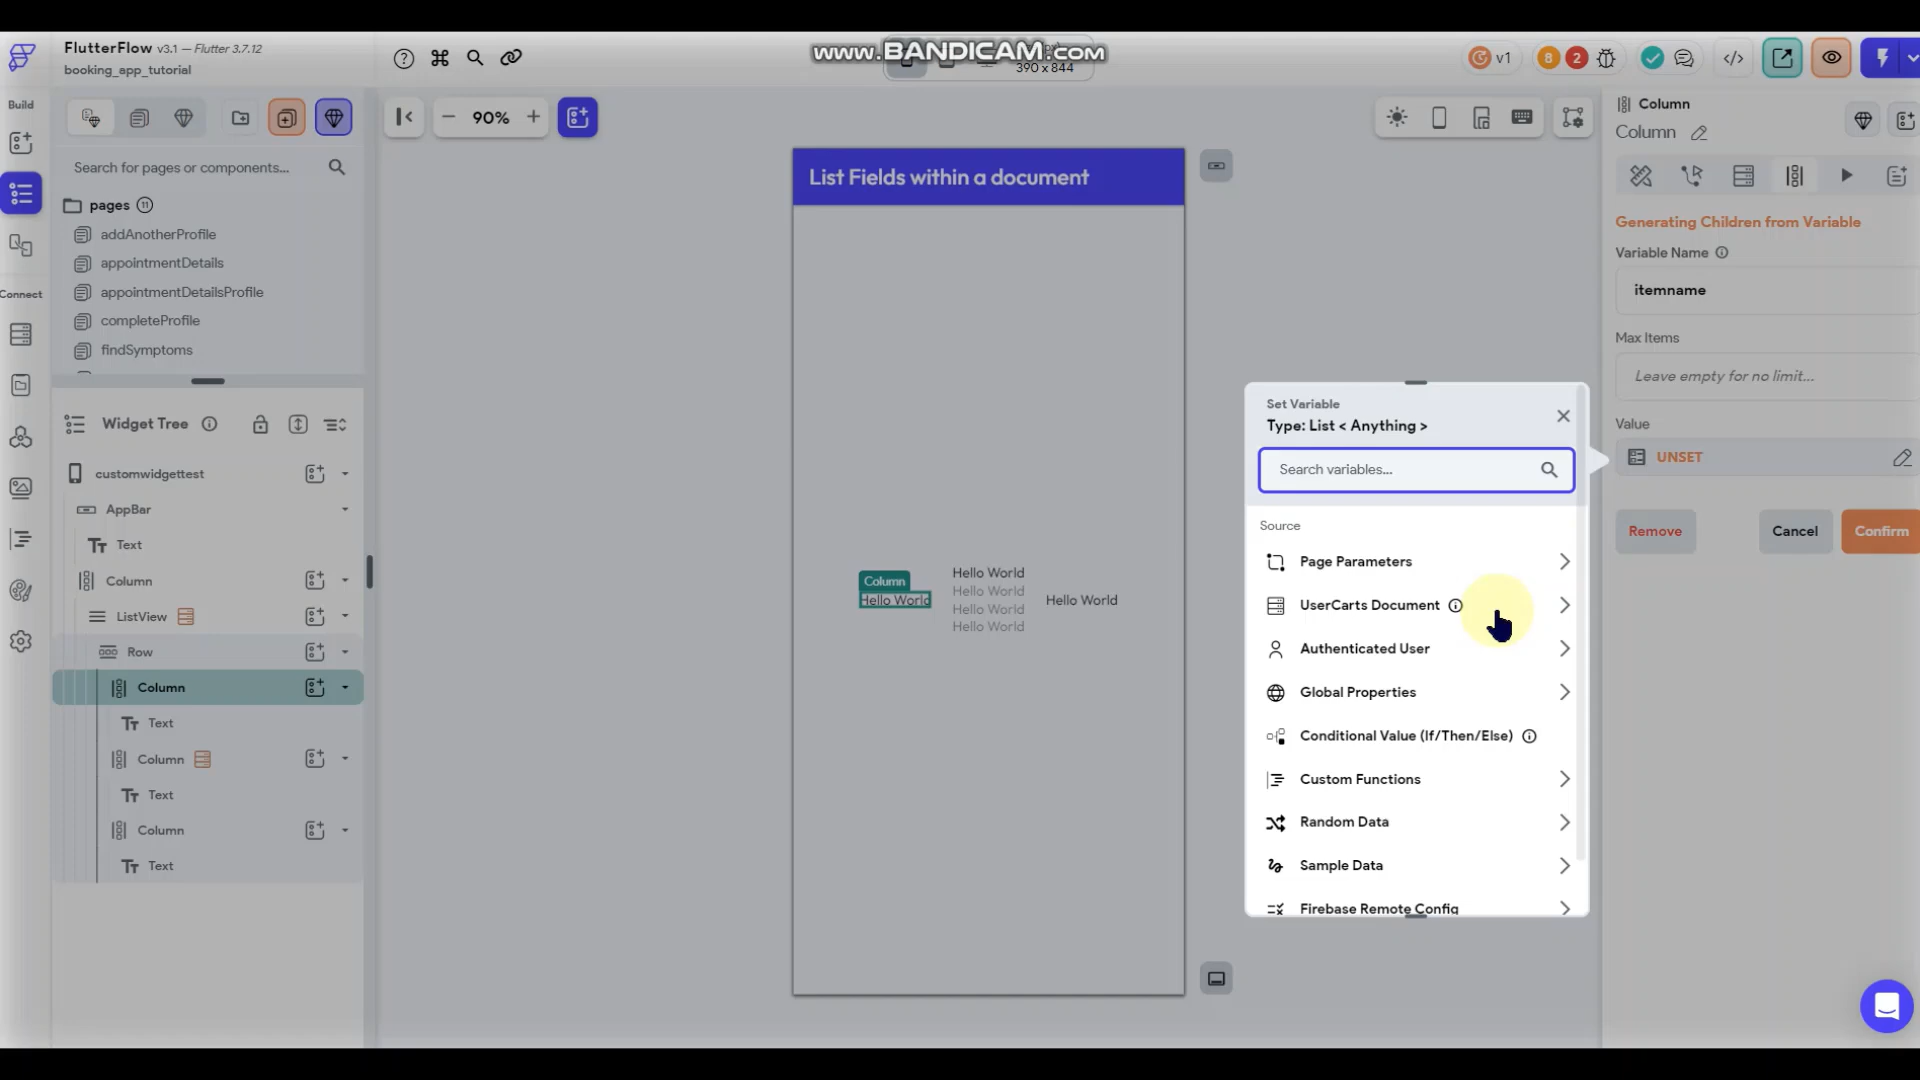 FlutterFlow v3.1 — Flutter 3.7.12
booking_app_tutorial
www.BANDICAM.com
390 x 844
v1
8
2
Build
90%
Search for pages or components...
pages 11
addAnotherProfile
appointmentDetails
appointmentDetailsProfile
completeProfile
findSymptoms
Connect
Widget Tree
customwidgettest
AppBar
Text
Column
ListView
Row
Column
Text
Column
Text
Column
Text
List Fields within a document
Column
Hello World
Hello World
Hello World
Hello World
Hello World
Hello World
Set Variable
Type: List < Anything >
Search variables...
Source
Page Parameters
UserCarts Document
Authenticated User
Global Properties
Conditional Value (If/Then/Else)
Custom Functions
Random Data
Sample Data
Firebase Remote Config
Column
Column
Generating Children from Variable
Variable Name
itemname
Max Items
Leave empty for no limit...
Value
UNSET
Remove
Cancel
Confirm